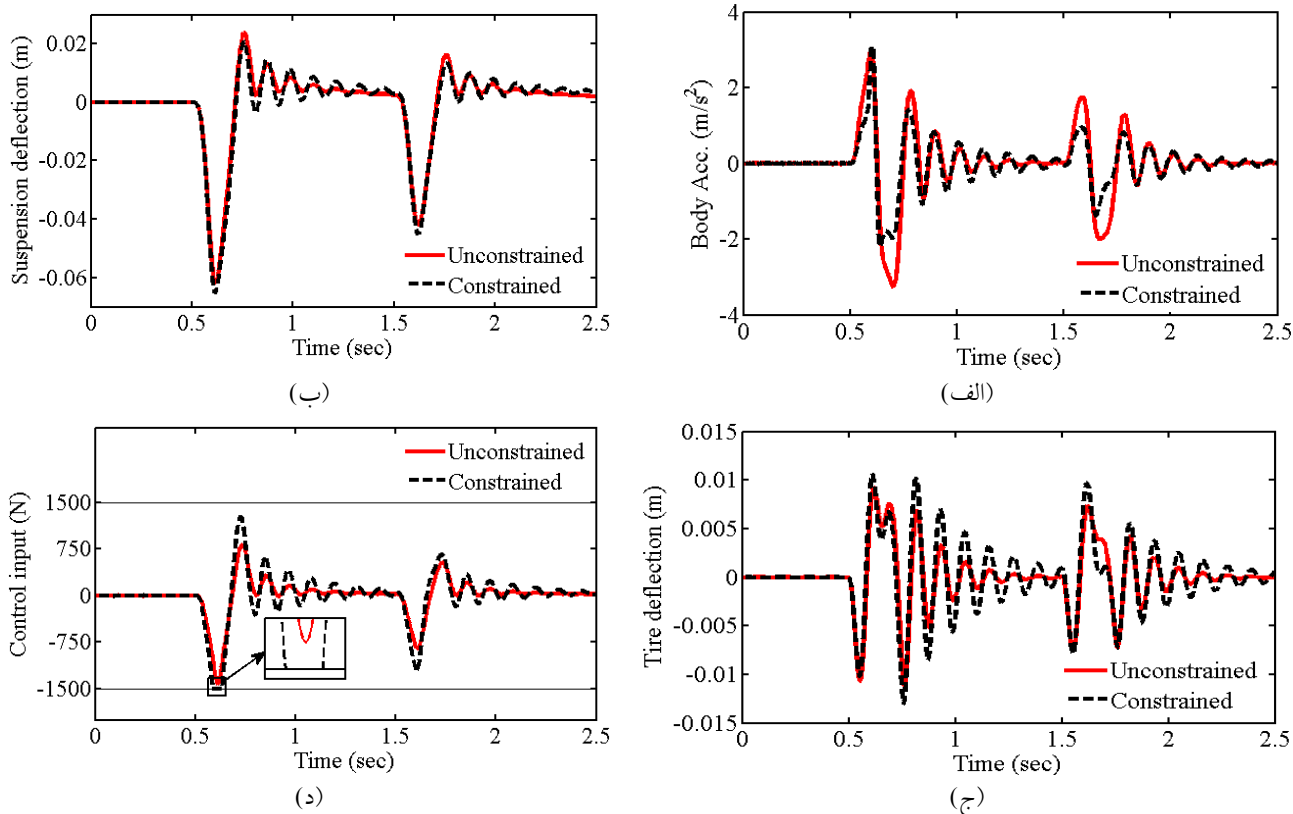 Suspension deflection (m)
0.02
0
-0.02
-0.04
-0.06
Unconstrained
Constrained
0
0.5
1
1.5
2
2.5
Time (sec)
(ب)
Body Acc. (m/s²)
4
2
0
-2
-4
Unconstrained
Constrained
0
0.5
1
1.5
2
2.5
Time (sec)
(الف)
Control input (N)
1500
750
0
-750
-1500
Unconstrained
Constrained
0
0.5
1
1.5
2
2.5
Time (sec)
(د)
Tire deflection (m)
0.015
0.01
0.005
0
-0.005
-0.01
-0.015
Unconstrained
Constrained
0
0.5
1
1.5
2
2.5
Time (sec)
(ج)